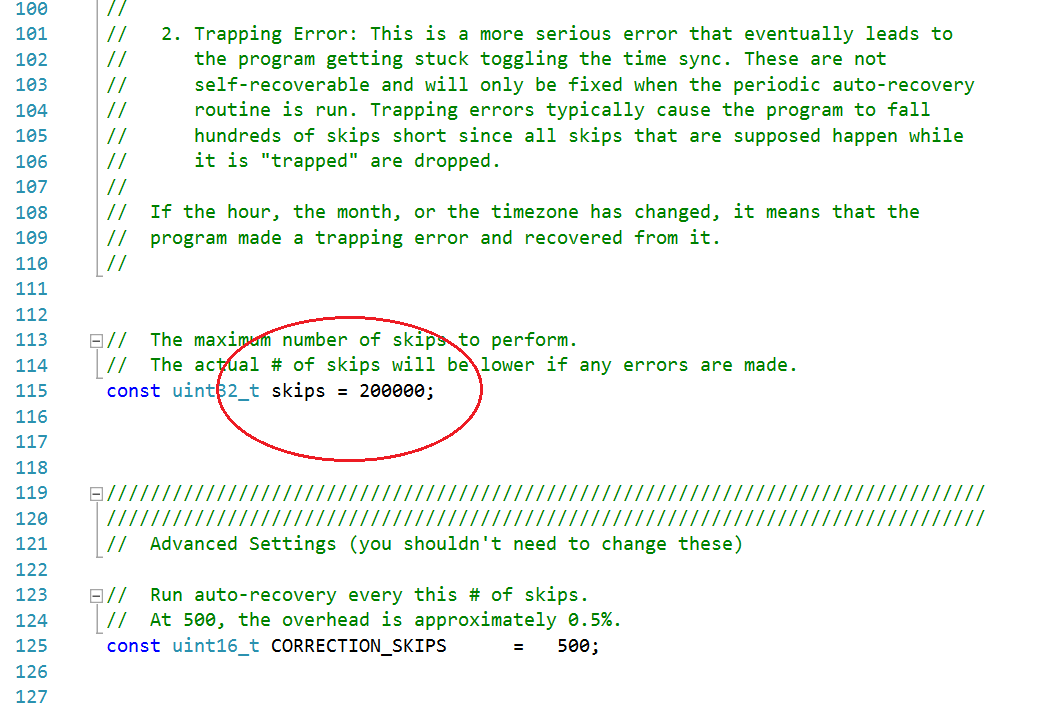 100 //
101 //   2. Trapping Error: This is a more serious error that eventually leads to
102 //      the program getting stuck toggling the time sync. These are not
103 //      self-recoverable and will only be fixed when the periodic auto-recovery
104 //      routine is run. Trapping errors typically cause the program to fall
105 //      hundreds of skips short since all skips that are supposed happen while
106 //      it is "trapped" are dropped.
107 //
108 //  If the hour, the month, or the timezone has changed, it means that the
109 //  program made a trapping error and recovered from it.
110 //
111
112
113 //  The maximum number of skips to perform.
114 //  The actual # of skips will be lower if any errors are made.
115 const uint32_t skips = 200000;
116
117
118
119 ////////////////////////////////////////////////////////////////////////////////
120 ////////////////////////////////////////////////////////////////////////////////
121 //  Advanced Settings (you shouldn't need to change these)
122
123 //  Run auto-recovery every this # of skips.
124 //  At 500, the overhead is approximately 0.5%.
125 const uint16_t CORRECTION_SKIPS      =   500;
126
127